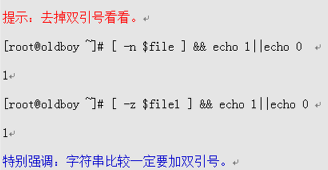 提示：去掉双引号看看。
[root@oldboy ~]# [ -n $file ] && echo 1||echo 0
1
[root@oldboy ~]# [ -z $file1 ] && echo 1||echo 0
1
特别强调：字符串比较一定要加双引号。